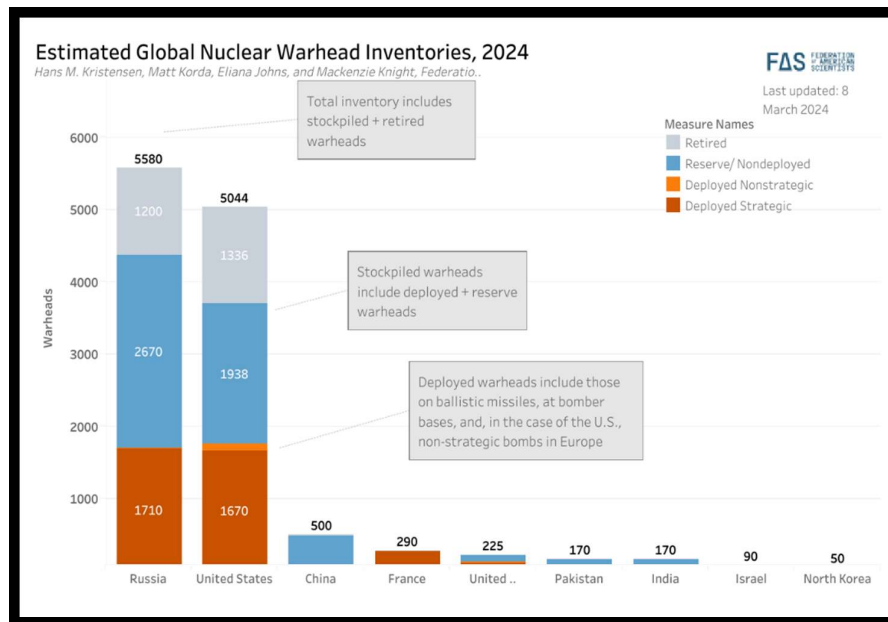 Estimated Global Nuclear Warhead Inventories, 2024
Hans M. Kristensen, Matt Korda, Eliana Johns, and Mackenzie Knight, Federatio..
FAS FEDERATION OF AMERICAN SCIENTISTS
Last updated: 8
March 2024
Measure Names
Retired
Reserve/ Nondeployed
Deployed Nonstrategic
Deployed Strategic
Total inventory includes
stockpiled + retired
warheads
Stockpiled warheads
include deployed + reserve
warheads
Deployed warheads include those
on ballistic missiles, at bomber
bases, and, in the case of the U.S.,
non-strategic bombs in Europe
Warheads
6000
5000
4000
3000
2000
1000
5580
1200
2670
1710
5044
1336
1938
1670
500
290
225
170
170
90
50
Russia
United States
China
France
United ..
Pakistan
India
Israel
North Korea